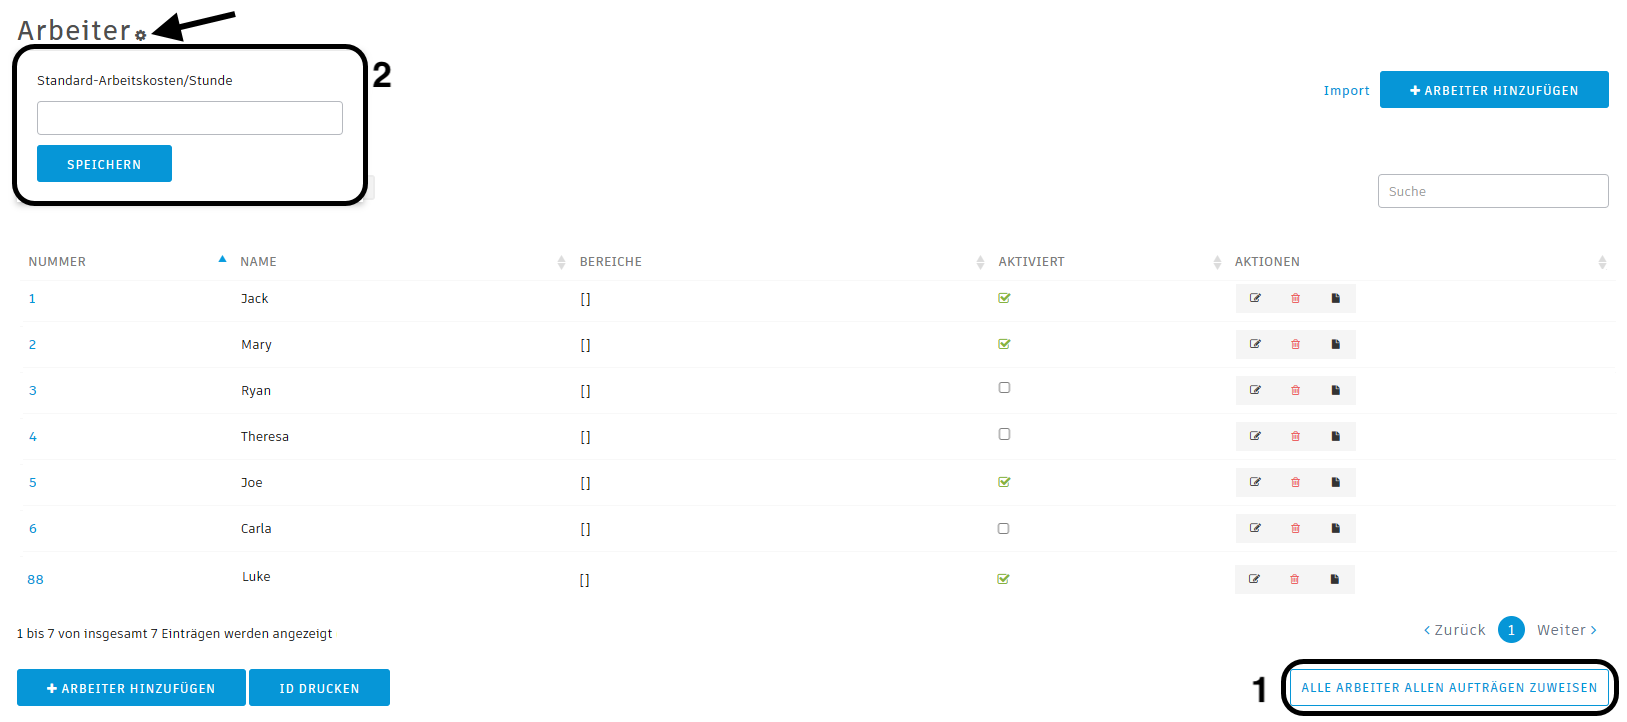 Arbeiter
Standard-Arbeitskosten/Stunde
2
SPEICHERN
Import
ARBEITER HINZUFÜGEN
Suche
NUMMER NAME BEREICHE AKTIVIERT AKTIONEN
1 Jack []
2 Mary []
3 Ryan []
4 Theresa []
5 Joe []
6 Carla []
88 Luke []
1 bis 7 von insgesamt 7 Einträgen werden angezeigt
< Zurück 1 Weiter >
ARBEITER HINZUFÜGEN ID DRUCKEN
1 ALLE ARBEITER ALLEN AUFTRÄGEN ZUWEISEN